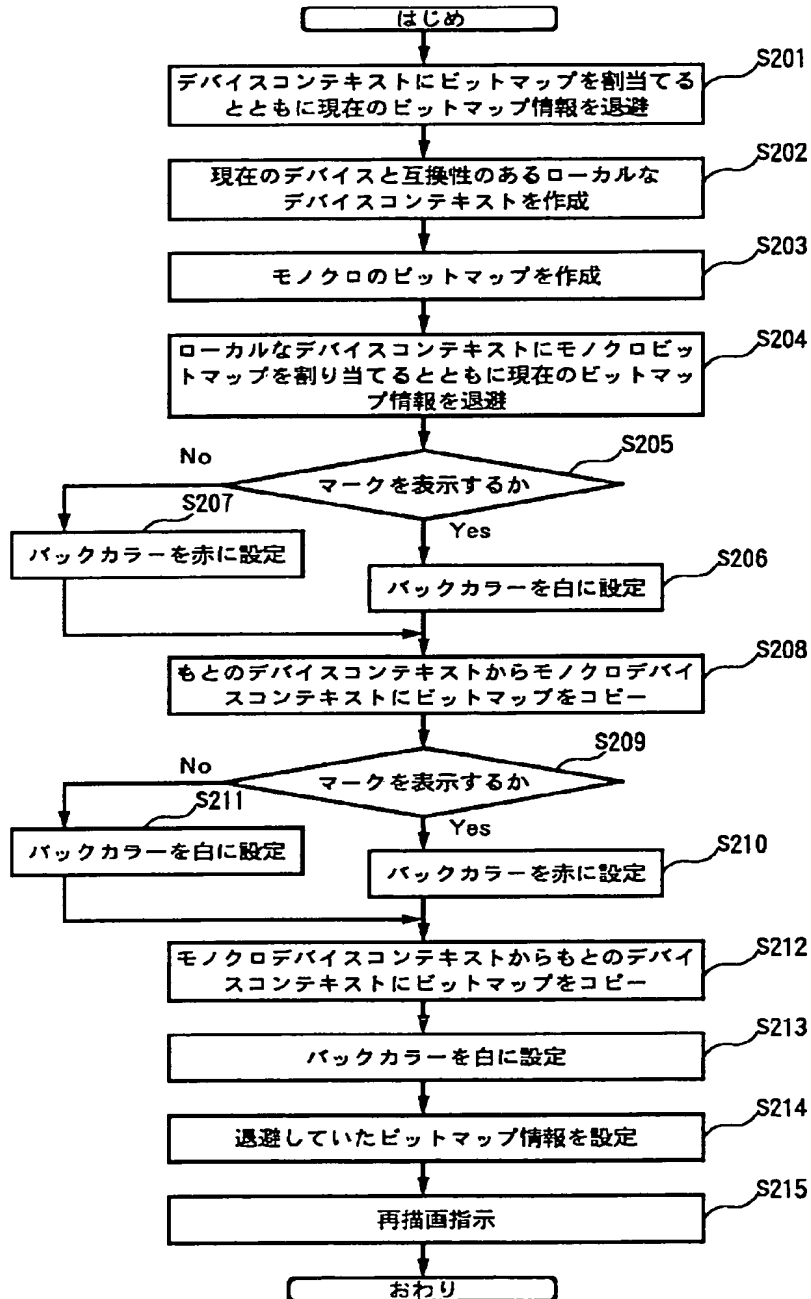 はじめ
S201
デバイスコンテキストにビットマップを割当てる
とともに現在のビットマップ情報を退避
S202
現在のデバイスと互換性のあるローカルな
デバイスコンテキストを作成
S203
モノクロのビットマップを作成
S204
ローカルなデバイスコンテキストにモノクロビッ
トマップを割り当てるとともに現在のビットマッ
プ情報を退避
S205
マークを表示するか
No
Yes
S207
バックカラーを赤に設定
S206
バックカラーを白に設定
S208
もとのデバイスコンテキストからモノクロデバイ
スコンテキストにビットマップをコピー
S209
マークを表示するか
No
Yes
S211
バックカラーを白に設定
S210
バックカラーを赤に設定
S212
モノクロデバイスコンテキストからもとのデバイ
スコンテキストにビットマップをコピー
S213
バックカラーを白に設定
S214
退避していたビットマップ情報を設定
S215
再描画指示
おわり